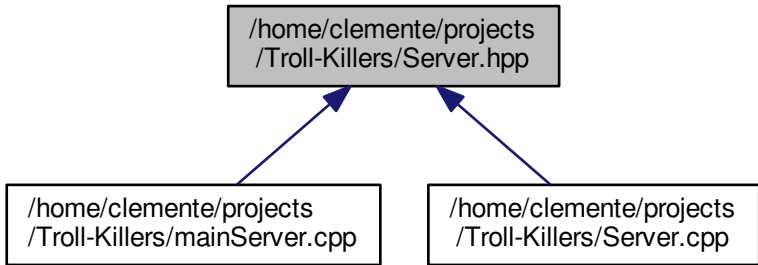 /home/clemente/projects
/Troll-Killers/Server.hpp
/home/clemente/projects
/Troll-Killers/mainServer.cpp
/home/clemente/projects
/Troll-Killers/Server.cpp